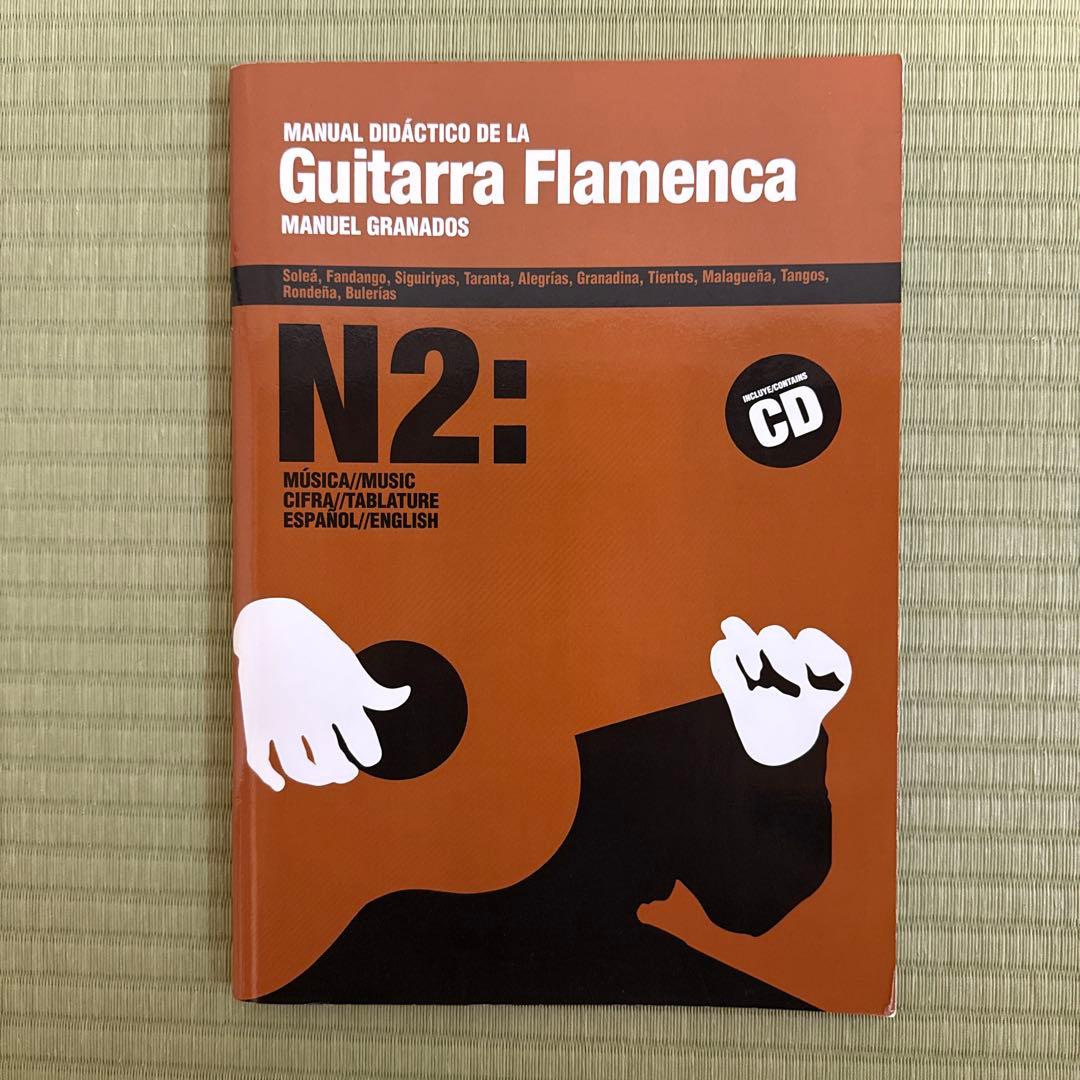 MANUAL DIDÁCTICO DE LA
Guitarra Flamenca
MANUEL GRANADOS
Soleá, Fandango, Siguiriyas, Taranta, Alegrías, Granadina, Tientos, Malagueña, Tangos,
Rondeña, Bulerías
N2:
INCLUYE/CONTAINS
CD
MÚSICA//MUSIC
CIFRA//TABLATURE
ESPAÑOL//ENGLISH